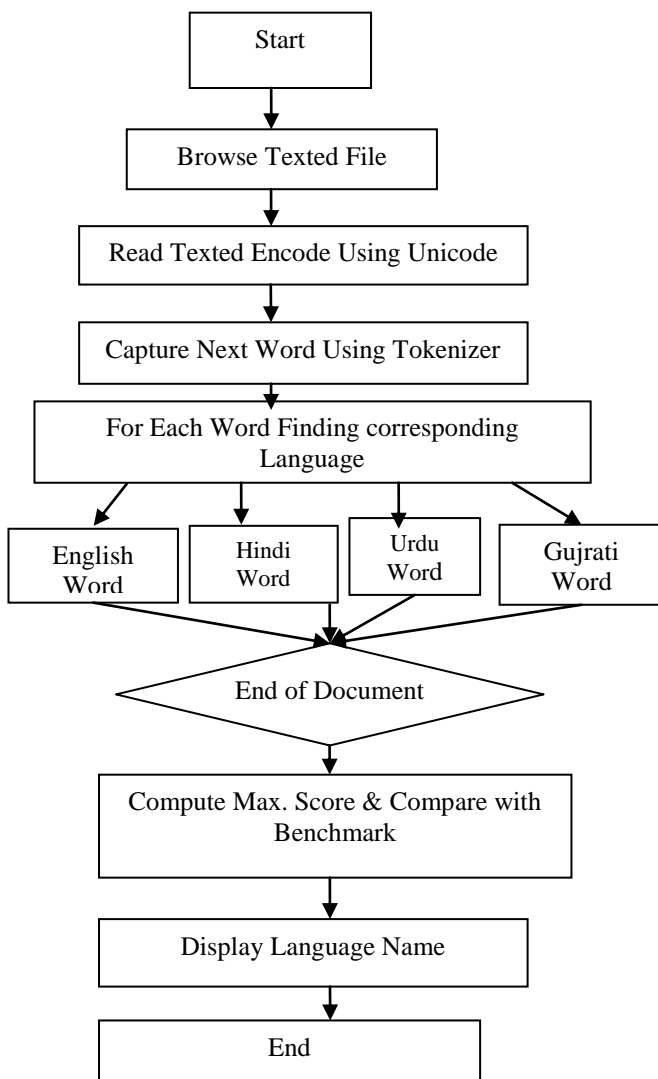 Start
Browse Texted File
Read Texted Encode Using Unicode
Capture Next Word Using Tokenizer
For Each Word Finding corresponding
Language
English
Word
Hindi
Word
Urdu
Word
Gujrati
Word
End of Document
Compute Max. Score & Compare with
Benchmark
Display Language Name
End